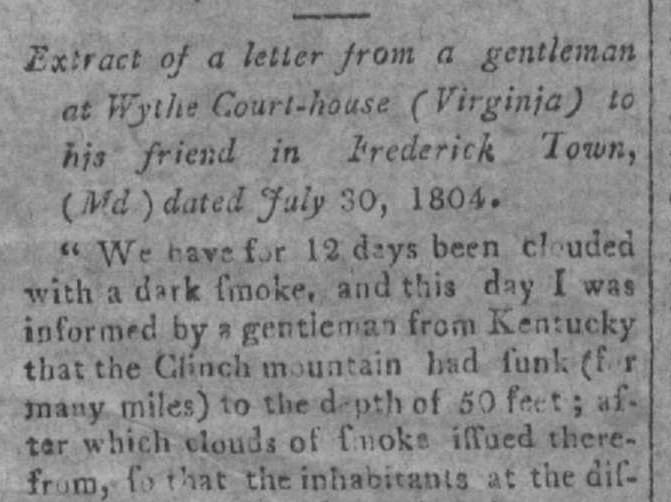 Extract of a letter from a gentleman
at Wythe Court-house (Virginia) to
his friend in Frederick Town,
(Md) dated July 30, 1804.
“ We have for 12 days been clouded
with a dark ſmoke, and this day I was
informed by a gentleman from Kentucky
that the Clinch mountain had ſunk (for
many miles) to the depth of 50 feet; af-
ter which clouds of ſmoke iſſued there-
from, ſo that the inhabitants at the diſ-